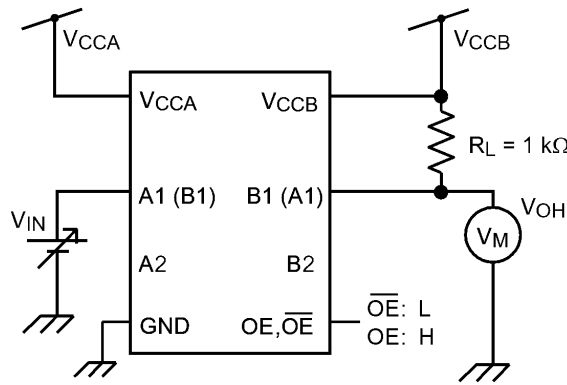 VCCA
VCCB
VCCA
VCCB
RL = 1 kΩ
A1 (B1)
B1 (A1)
VIN
VOH
VM
A2
B2
OE: L
GND
OE,OE
OE: H